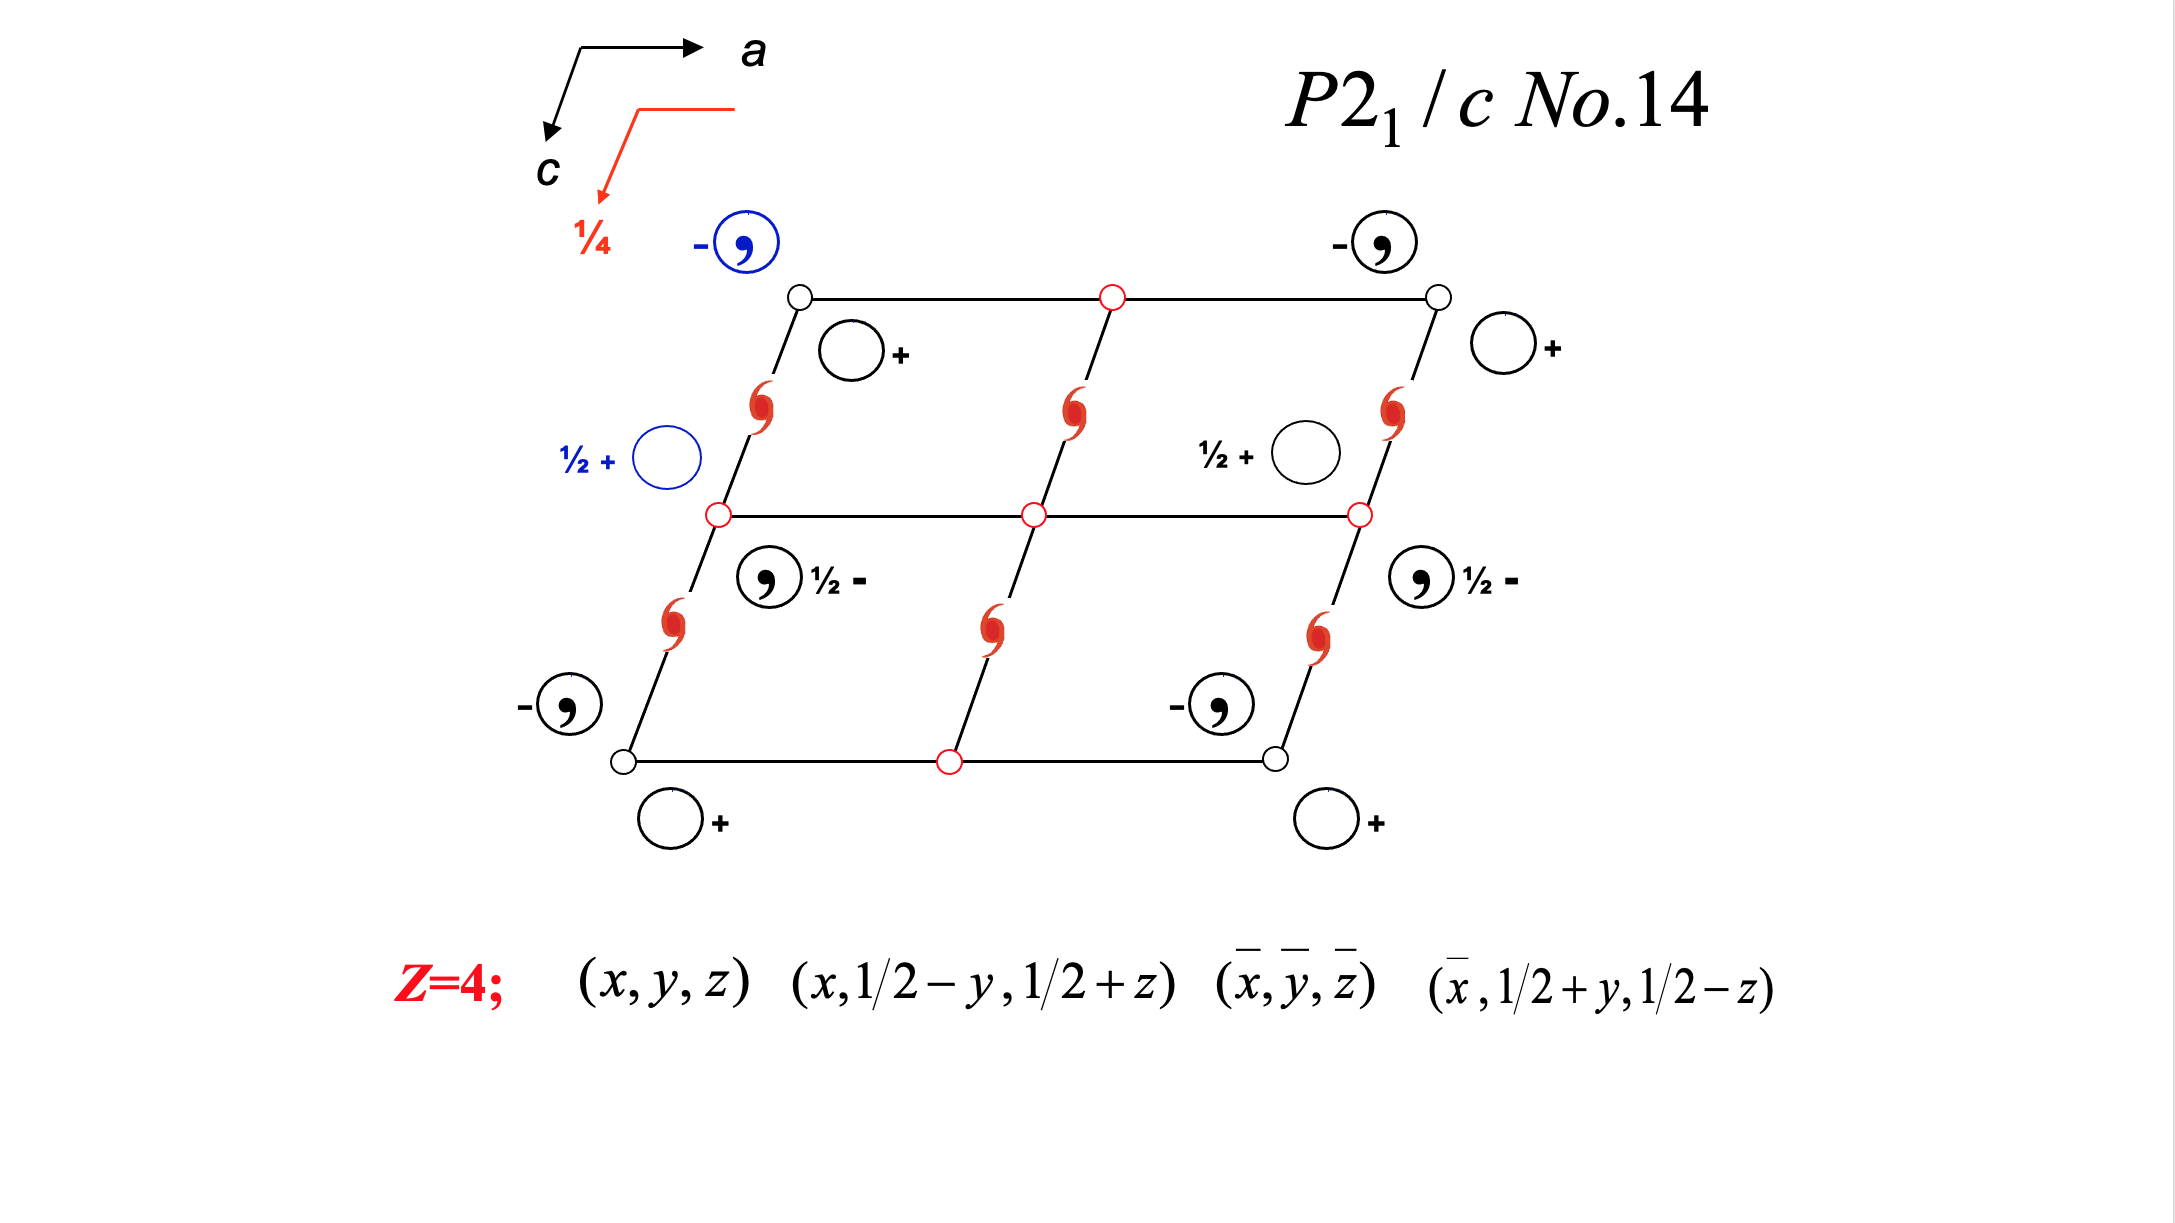 a
P2₁ / c No.14
c
¼
- ,
- ,
+
+
½ +
½ +
, ½ -
, ½ -
- ,
- ,
+
+
Z=4; (x, y, z) (x,1/2 − y,1/2 + z) (x̅, y̅, z̅) (x̅,1/2 + y,1/2 − z)